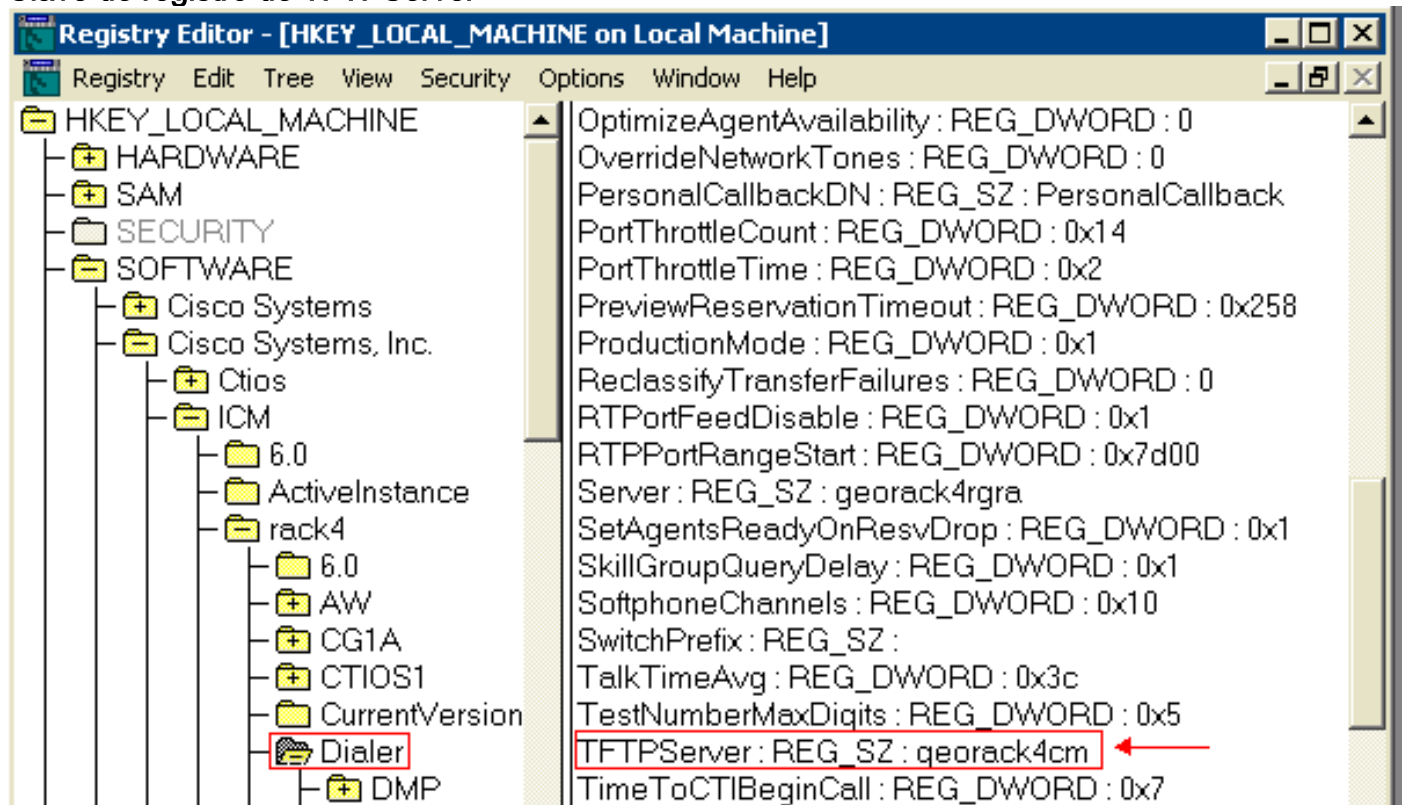 Registry Editor - [HKEY_LOCAL_MACHINE on Local Machine]
Registry Edit Tree View Security Options Window Help
HKEY_LOCAL_MACHINE
HARDWARE
SAM
SECURITY
SOFTWARE
Cisco Systems
Cisco Systems, Inc.
Ctios
ICM
6.0
ActiveInstance
rack4
6.0
AW
CG1A
CTIOS1
CurrentVersion
Dialer
DMP
OptimizeAgentAvailability : REG_DWORD : 0
OverrideNetworkTones : REG_DWORD : 0
PersonalCallbackDN : REG_SZ : PersonalCallback
PortThrottleCount : REG_DWORD : 0x14
PortThrottleTime : REG_DWORD : 0x2
PreviewReservationTimeout : REG_DWORD : 0x258
ProductionMode : REG_DWORD : 0x1
ReclassifyTransferFailures : REG_DWORD : 0
RTPortFeedDisable : REG_DWORD : 0x1
RTPPortRangeStart : REG_DWORD : 0x7d00
Server : REG_SZ : georack4rgra
SetAgentsReadyOnResvDrop : REG_DWORD : 0x1
SkillGroupQueryDelay : REG_DWORD : 0x1
SoftphoneChannels : REG_DWORD : 0x10
SwitchPrefix : REG_SZ :
TalkTimeAvg : REG_DWORD : 0x3c
TestNumberMaxDigits : REG_DWORD : 0x5
TFTPServer : REG_SZ : georack4cm
TimeToCTIBeginCall : REG_DWORD : 0x7